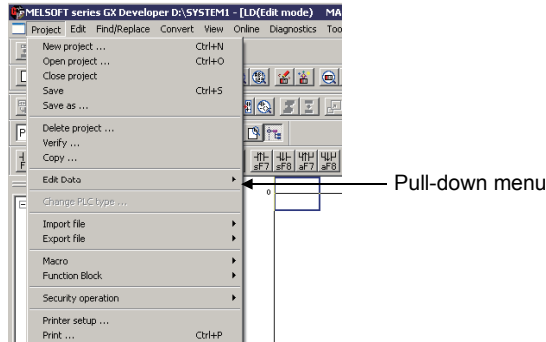 MELSOFT series GX Developer D:\SYSTEM1 - [LD(Edit mode) MA
Project Edit Find/Replace Convert View Online Diagnostics Too
New project ... Ctrl+N
Open project ... Ctrl+O
Close project
Save Ctrl+S
Save as ...
Delete project ...
Verify ...
Copy ...
sF7 sF8 aF7 aF8
Edit Data
Pull-down menu
0
Change PLC type ...
Import file
Export file
Macro
Function Block
Security operation
Printer setup ...
Print ... Ctrl+P